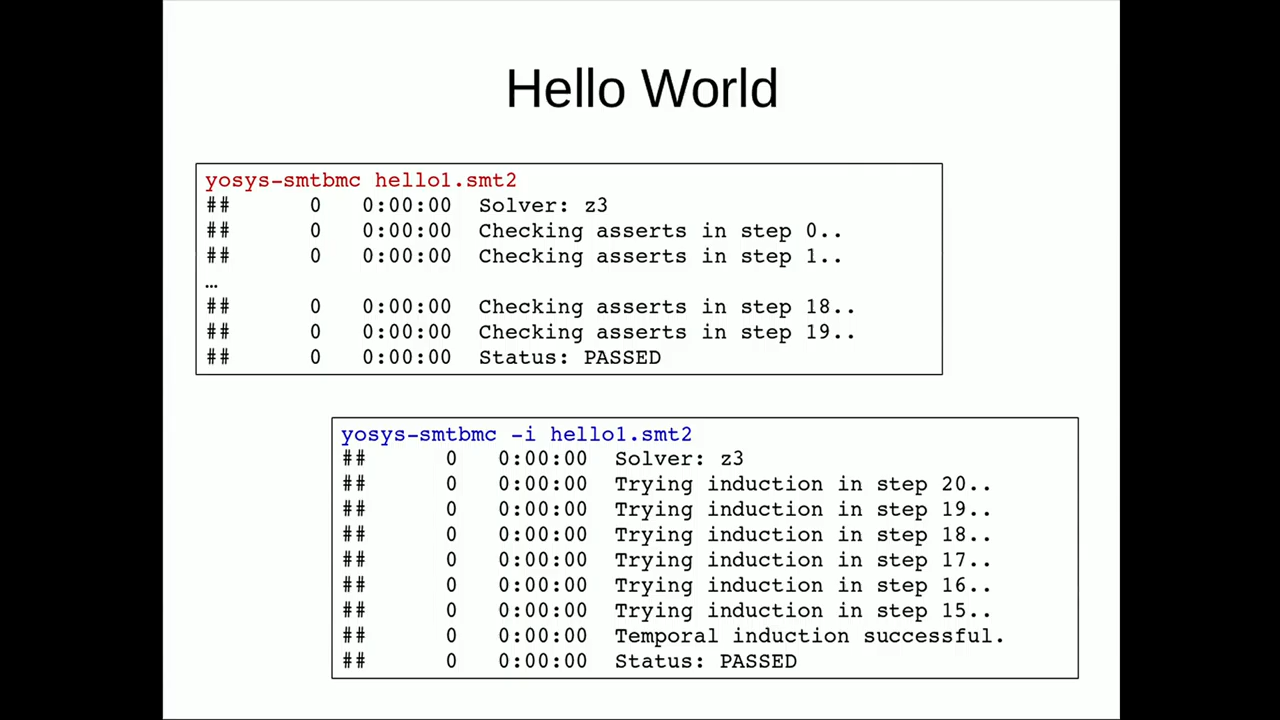 Hello World
yosys-smtbmc hello1.smt2
## 0 0:00:00 Solver: z3
## 0 0:00:00 Checking asserts in step 0..
## 0 0:00:00 Checking asserts in step 1..
…
## 0 0:00:00 Checking asserts in step 18..
## 0 0:00:00 Checking asserts in step 19..
## 0 0:00:00 Status: PASSED
yosys-smtbmc -i hello1.smt2
## 0 0:00:00 Solver: z3
## 0 0:00:00 Trying induction in step 20..
## 0 0:00:00 Trying induction in step 19..
## 0 0:00:00 Trying induction in step 18..
## 0 0:00:00 Trying induction in step 17..
## 0 0:00:00 Trying induction in step 16..
## 0 0:00:00 Trying induction in step 15..
## 0 0:00:00 Temporal induction successful.
## 0 0:00:00 Status: PASSED